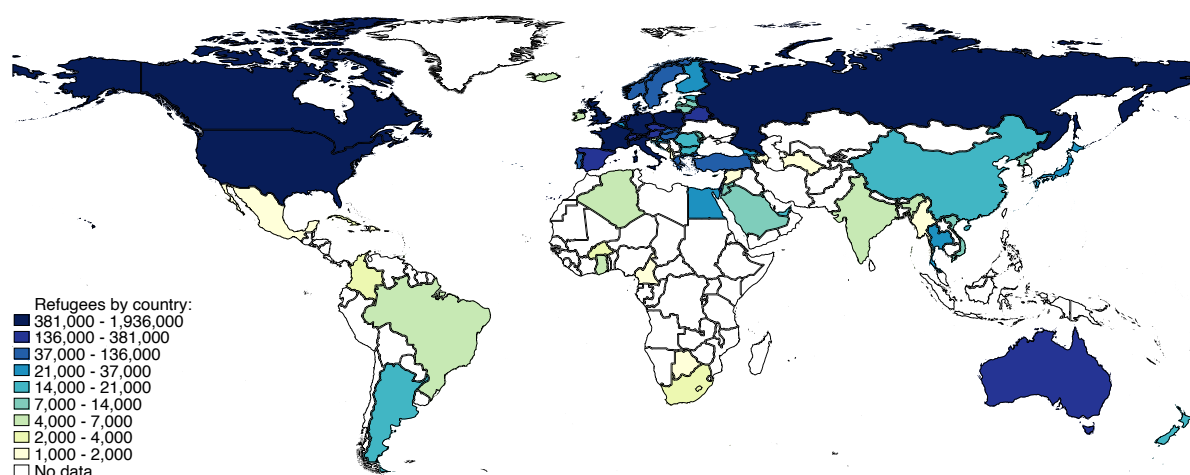 Refugees by country:
381,000 - 1,936,000
136,000 - 381,000
37,000 - 136,000
21,000 - 37,000
14,000 - 21,000
7,000 - 14,000
4,000 - 7,000
2,000 - 4,000
1,000 - 2,000
No data